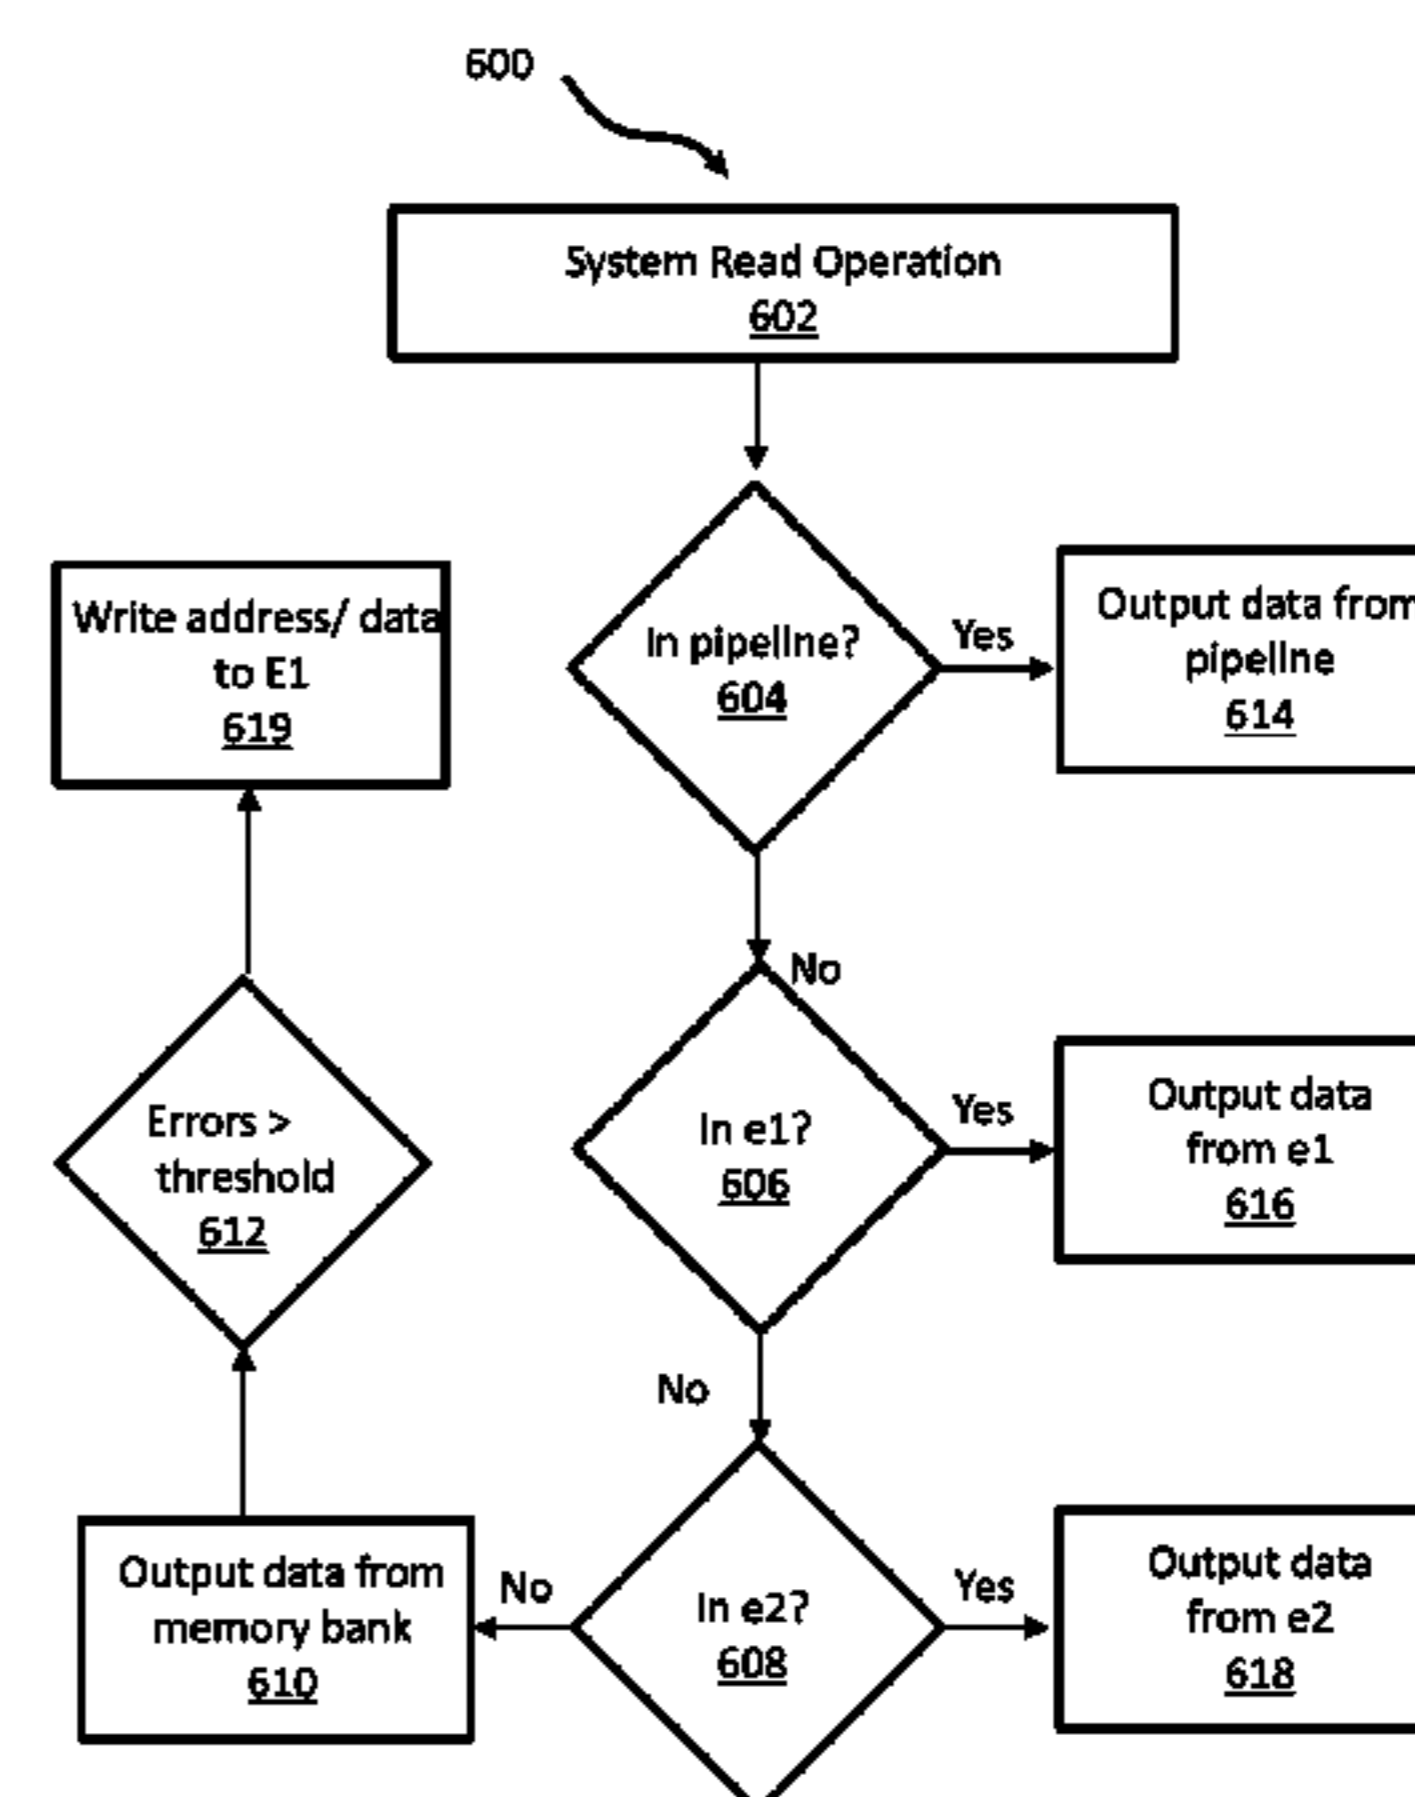 600
System Read Operation
602
In pipeline?
604
Yes
Output data from
pipeline
614
Write address/ data
to E1
619
No
In e1?
606
Yes
Output data
from e1
616
Errors >
threshold
612
No
In e2?
608
Yes
Output data
from e2
618
No
Output data from
memory bank
610